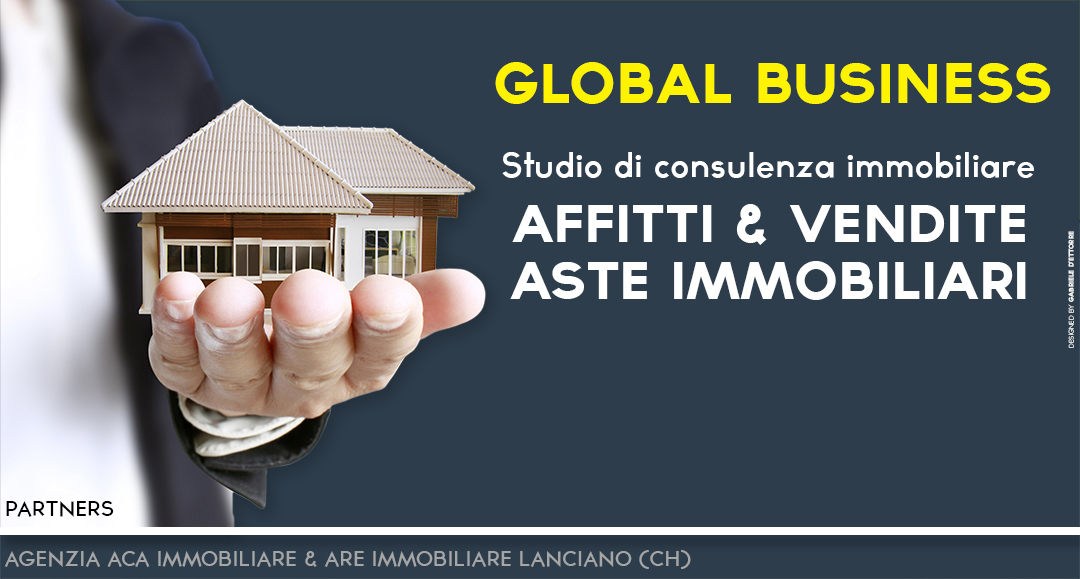 GLOBAL BUSINESS
Studio di consulenza immobiliare
AFFITTI & VENDITE
ASTE IMMOBILIARI
DESIGNED BY GABRIELE D'ETTORRE
PARTNERS
AGENZIA ACA IMMOBILIARE & ARE IMMOBILIARE LANCIANO (CH)